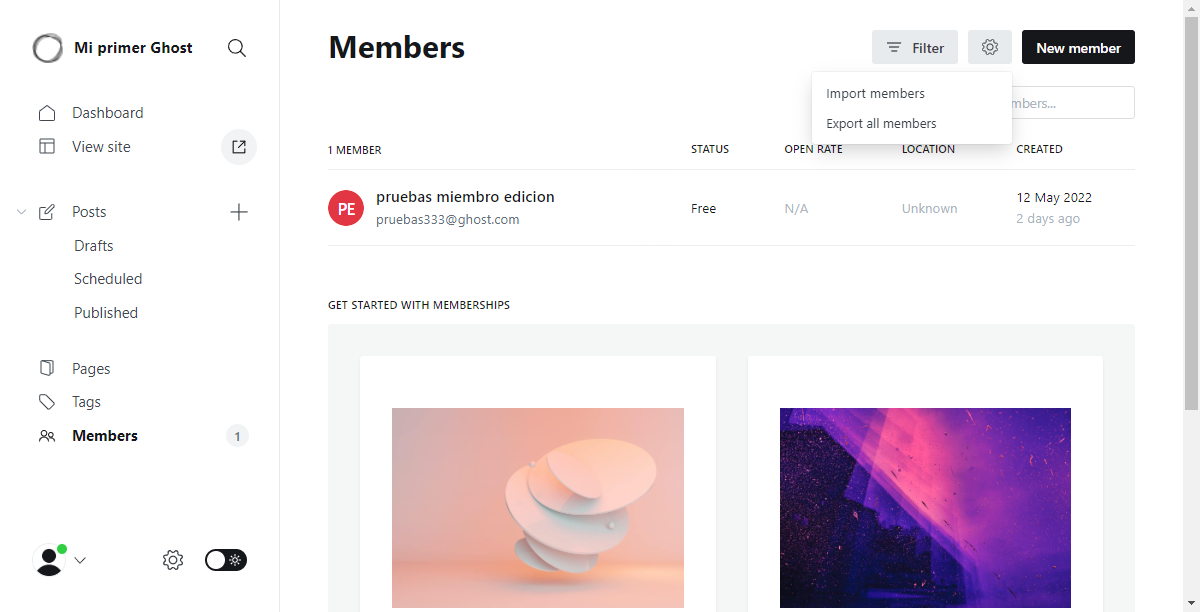 Mi primer Ghost
Dashboard
View site
Posts
Drafts
Scheduled
Published
Pages
Tags
Members 1
Members
Filter
New member
Import members
Export all members
mbers...
1 MEMBER STATUS OPEN RATE LOCATION CREATED
PE
pruebas miembro edicion
pruebas333@ghost.com
Free N/A Unknown
12 May 2022
2 days ago
GET STARTED WITH MEMBERSHIPS